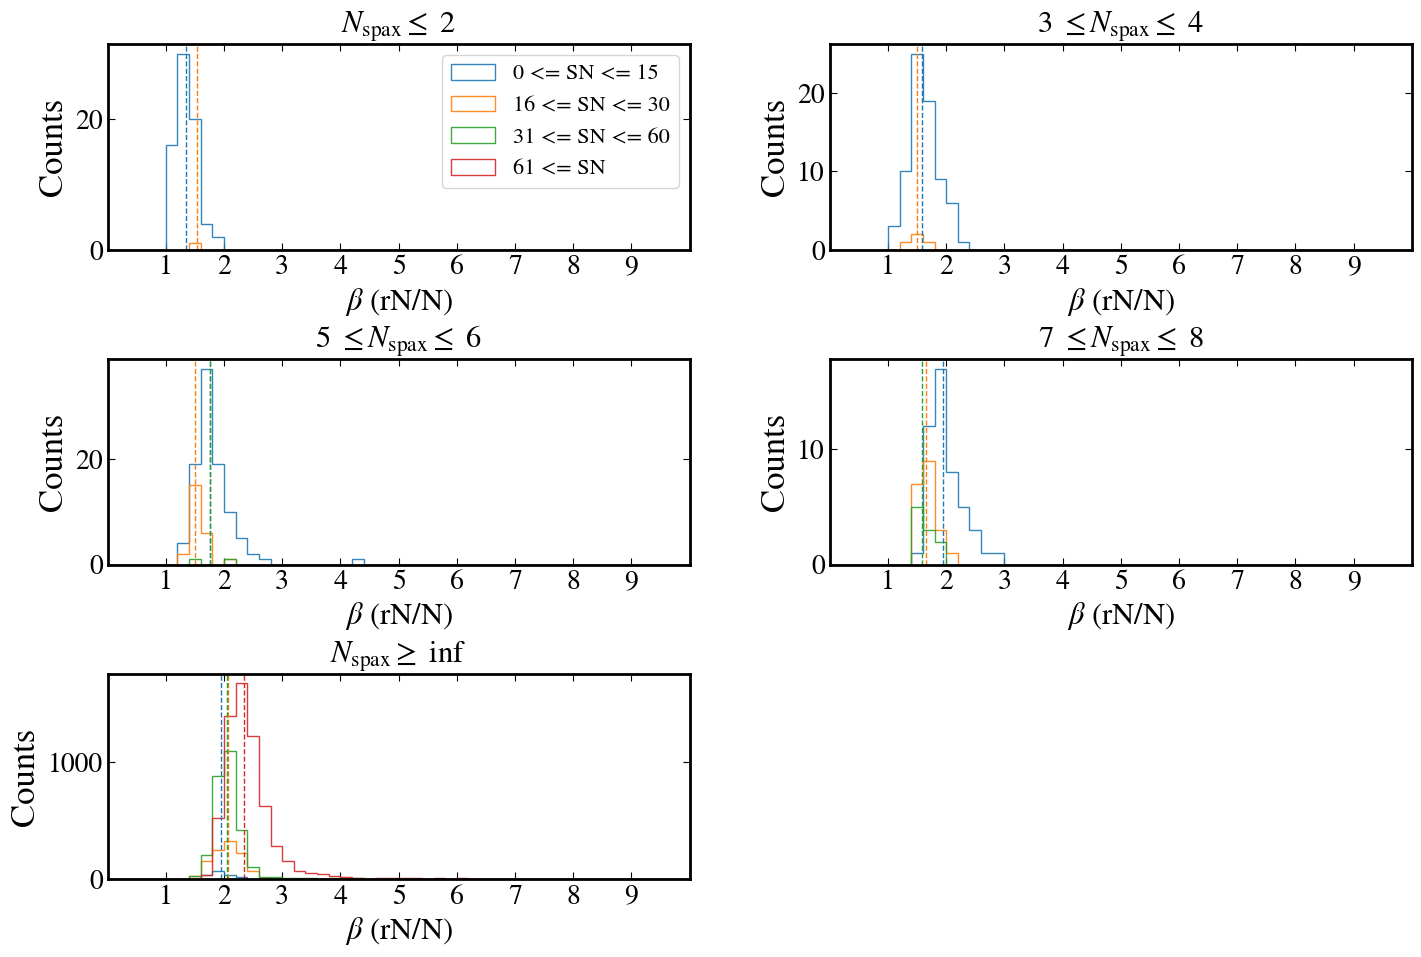 N_spax ≤ 2
Counts
20
0
0 <= SN <= 15
16 <= SN <= 30
31 <= SN <= 60
61 <= SN
1 2 3 4 5 6 7 8 9
β (rN/N)
3 ≤N_spax≤ 4
Counts
20
10
0
1 2 3 4 5 6 7 8 9
β (rN/N)
5 ≤N_spax≤ 6
Counts
20
0
1 2 3 4 5 6 7 8 9
β (rN/N)
7 ≤N_spax≤ 8
Counts
10
0
1 2 3 4 5 6 7 8 9
β (rN/N)
N_spax ≥ inf
Counts
1000
0
1 2 3 4 5 6 7 8 9
β (rN/N)